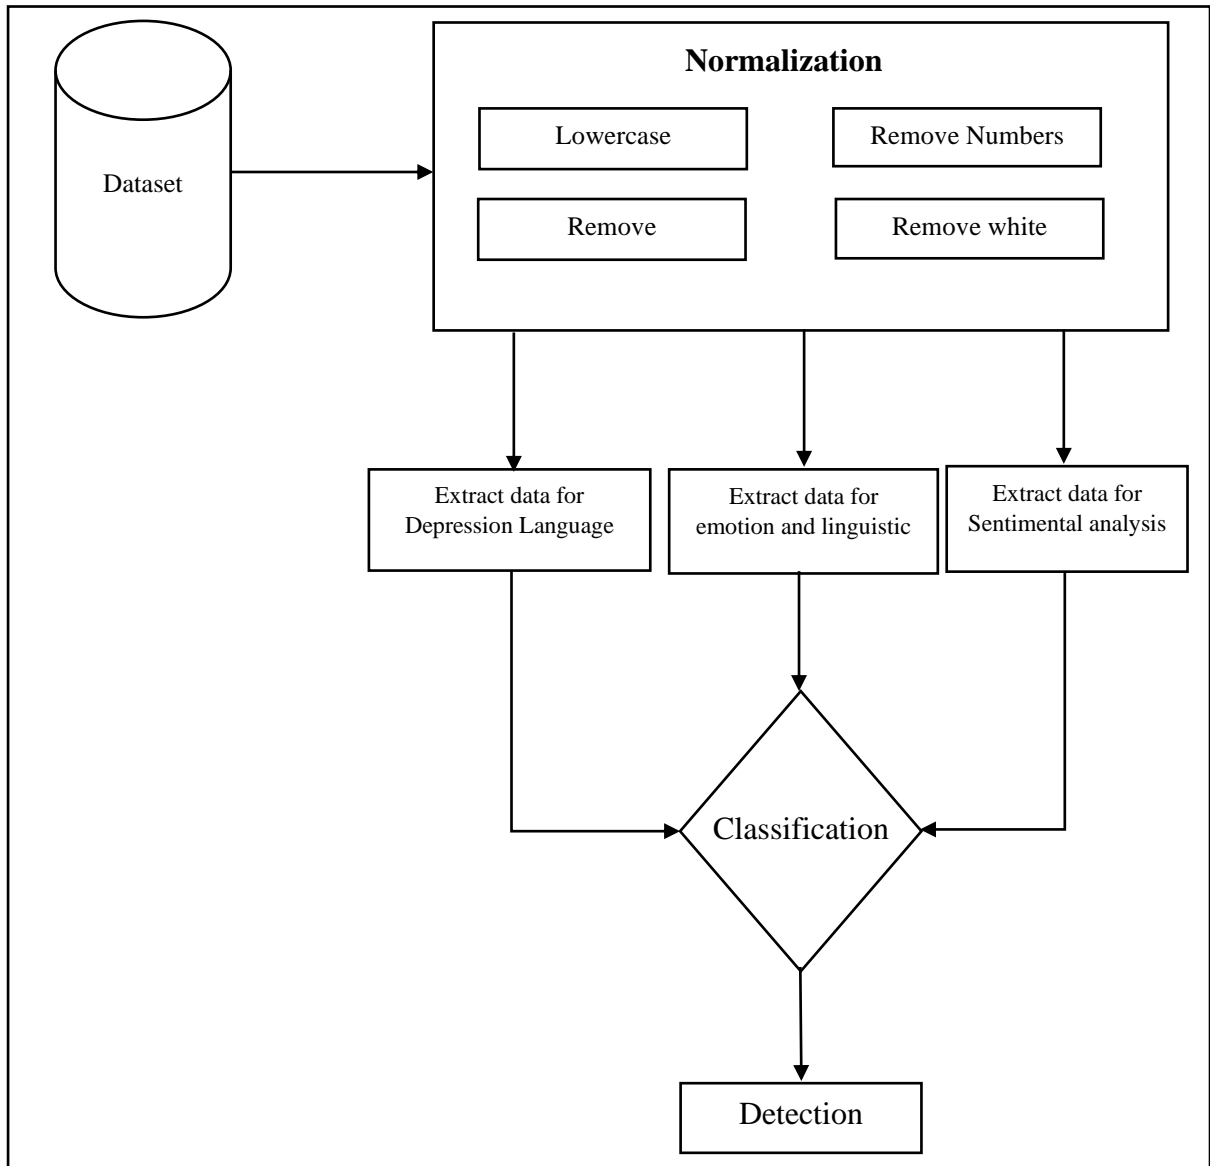 Normalization
Lowercase
Remove Numbers
Dataset
Remove
Remove white
Extract data for
Depression Language
Extract data for
emotion and linguistic
Extract data for
Sentimental analysis
Classification
Detection